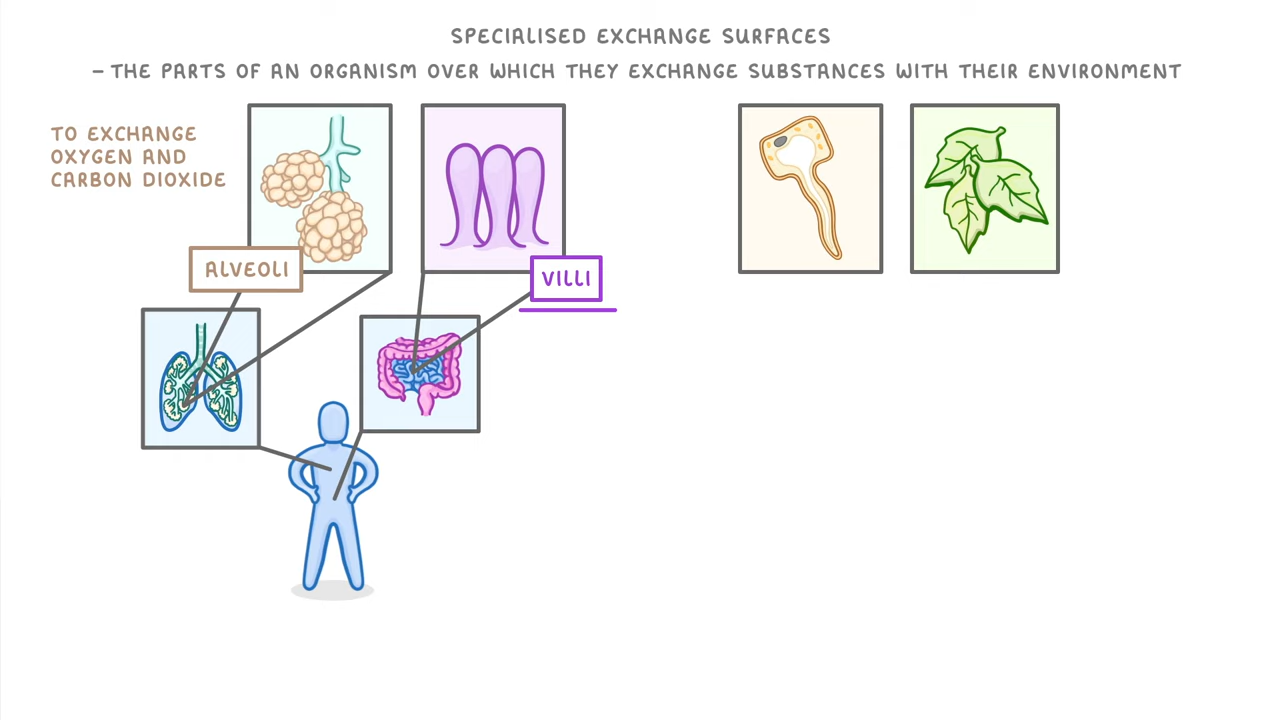 SPECIALISED EXCHANGE SURFACES
– THE PARTS OF AN ORGANISM OVER WHICH THEY EXCHANGE SUBSTANCES WITH THEIR ENVIRONMENT
TO EXCHANGE
OXYGEN AND
CARBON DIOXIDE
ALVEOLI
VILLI